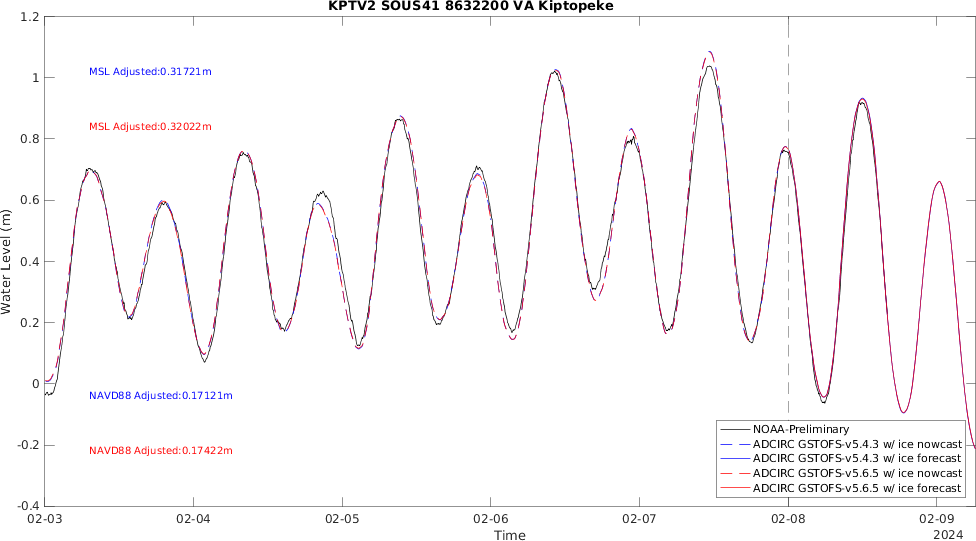 KPTV2 SOUS41 8632200 VA Kiptopeke
1.2
1
0.8
0.6
0.4
0.2
0
-0.2
-0.4
Water Level (m)
MSL Adjusted:0.31721m
MSL Adjusted:0.32022m
NAVD88 Adjusted:0.17121m
NAVD88 Adjusted:0.17422m
NOAA-Preliminary
ADCIRC GSTOFS-v5.4.3 w/ ice nowcast
ADCIRC GSTOFS-v5.4.3 w/ ice forecast
ADCIRC GSTOFS-v5.6.5 w/ ice nowcast
ADCIRC GSTOFS-v5.6.5 w/ ice forecast
02-03 02-04 02-05 02-06 02-07 02-08 02-09
Time 2024